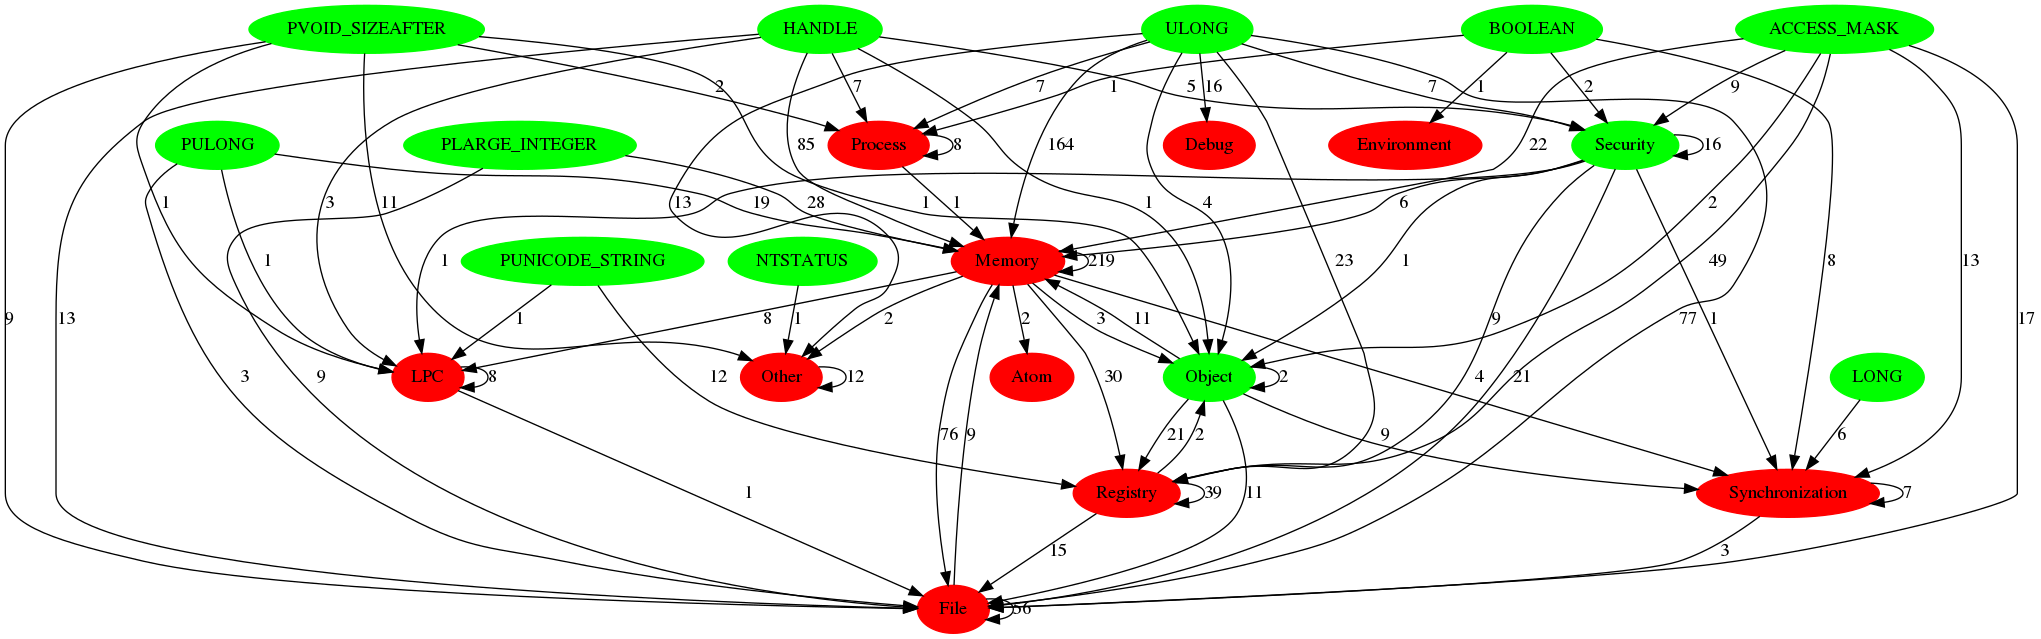 PVOID_SIZEAFTER HANDLE ULONG BOOLEAN ACCESS_MASK
2 7 7 1 16 5 7 1 2 9
PULONG PLARGE_INTEGER Process 8 85 164 Debug Environment 22 Security 16
1 3 11 13 1 19 28 1 1 4 6 2
PUNICODE_STRING NTSTATUS Memory 219
9 13 1 1 1 1 8 2 2 3 11 1 23 49 8 13 17
LPC 8 Other 12 Atom Object 2 9 77 1 LONG
3 9 12 30 4 21
76 9 21 2 9 6
Registry 39 11 Synchronization 7
1 15 3
File 56